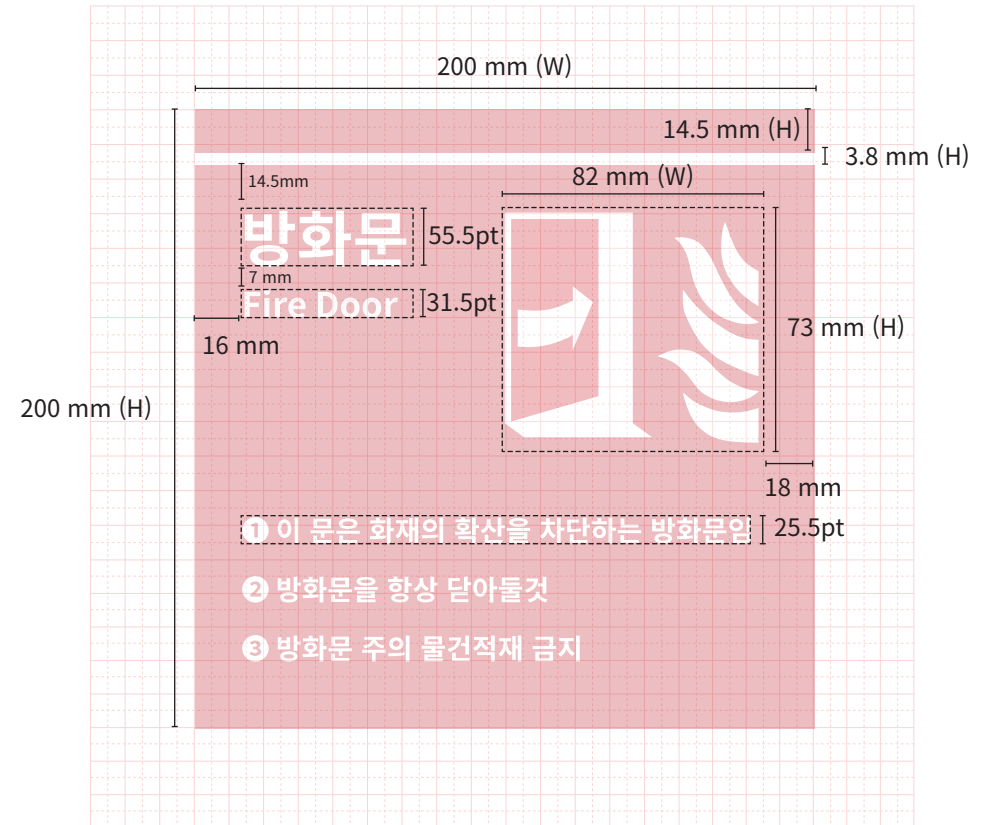 200 mm (W)
14.5 mm (H)
3.8 mm (H)
14.5mm
82 mm (W)
방화문
55.5pt
7 mm
Fire Door
31.5pt
16 mm
73 mm (H)
200 mm (H)
18 mm
❶ 이 문은 화재의 확산을 차단하는 방화문임
25.5pt
❷ 방화문을 항상 닫아둘것
❸ 방화문 주의 물건적재 금지